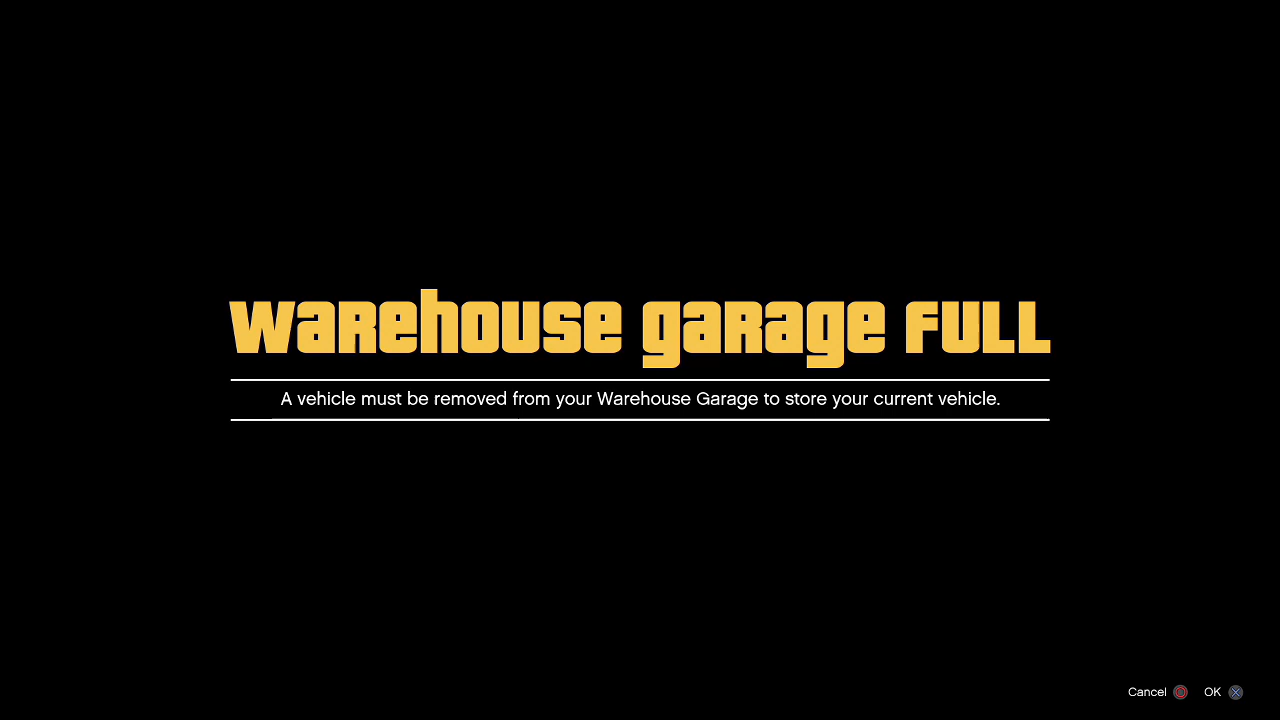 warehouse garage full
A vehicle must be removed from your Warehouse Garage to store your current vehicle.
Cancel OK